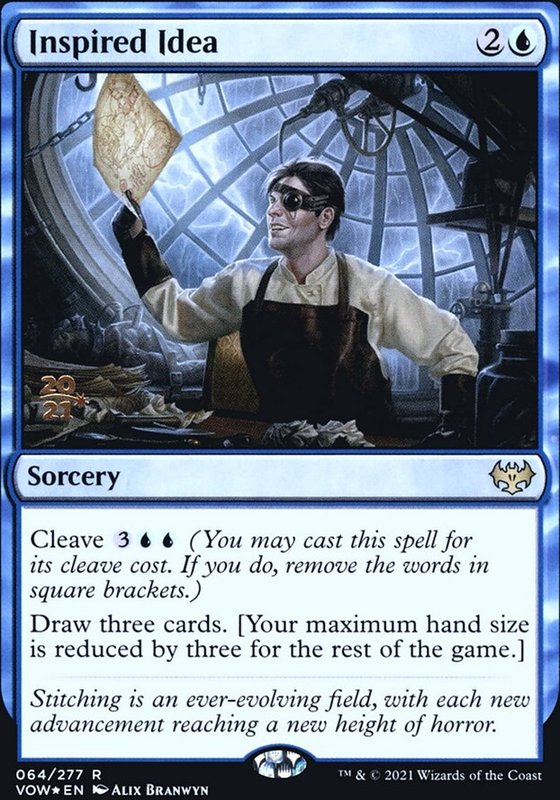 Inspired Idea 2
20
21
Sorcery
Cleave 3 (You may cast this spell for
its cleave cost. If you do, remove the words in
square brackets.)
Draw three cards. [Your maximum hand size
is reduced by three for the rest of the game.]
Stitching is an ever-evolving field, with each new
advancement reaching a new height of horror.
064/277 R
VOW★EN Alix Branwyn
™ & © 2021 Wizards of the Coast